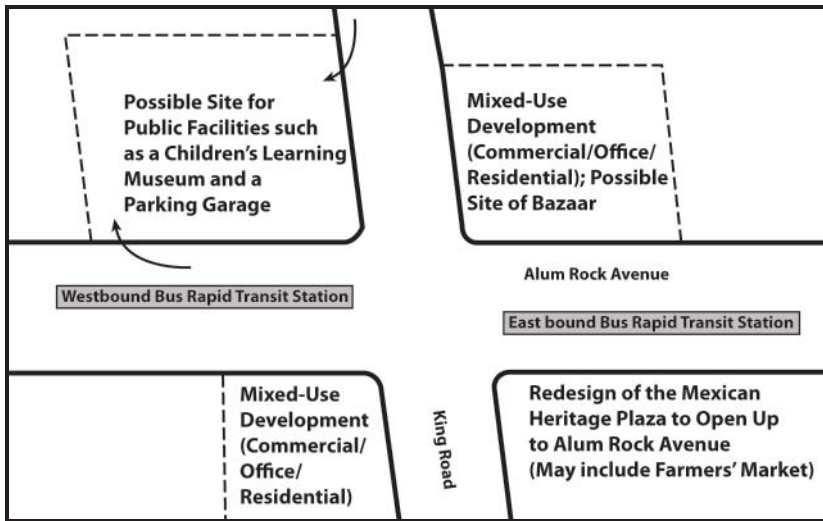 Possible Site for
Public Facilities such
as a Children's Learning
Museum and a
Parking Garage
Mixed-Use
Development
(Commercial/Office/
Residential); Possible
Site of Bazaar
Alum Rock Avenue
Westbound Bus Rapid Transit Station
East bound Bus Rapid Transit Station
Mixed-Use
Development
(Commercial/
Office/
Residential)
King Road
Redesign of the Mexican
Heritage Plaza to Open Up
to Alum Rock Avenue
(May include Farmers' Market)